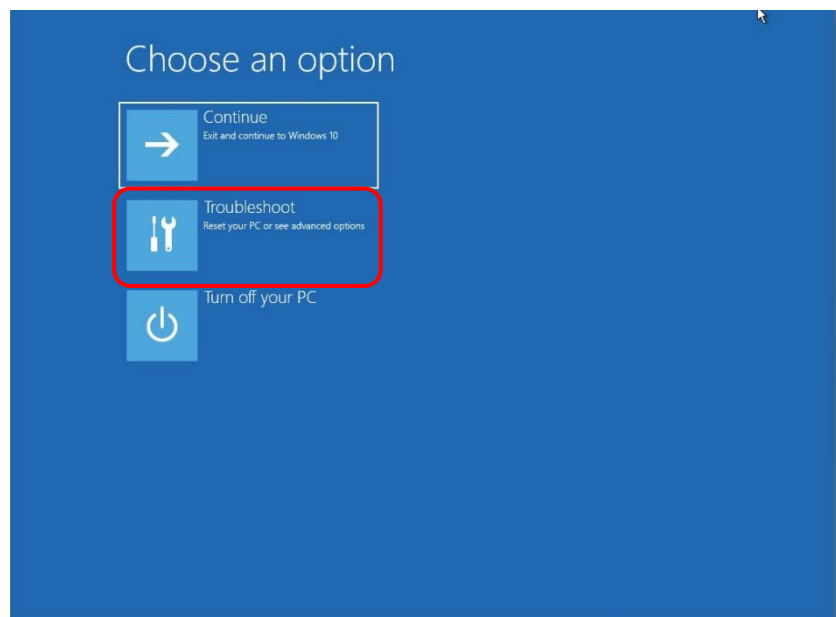 Choose an option
Continue
Exit and continue to Windows 10
Troubleshoot
Reset your PC or see advanced options
Turn off your PC